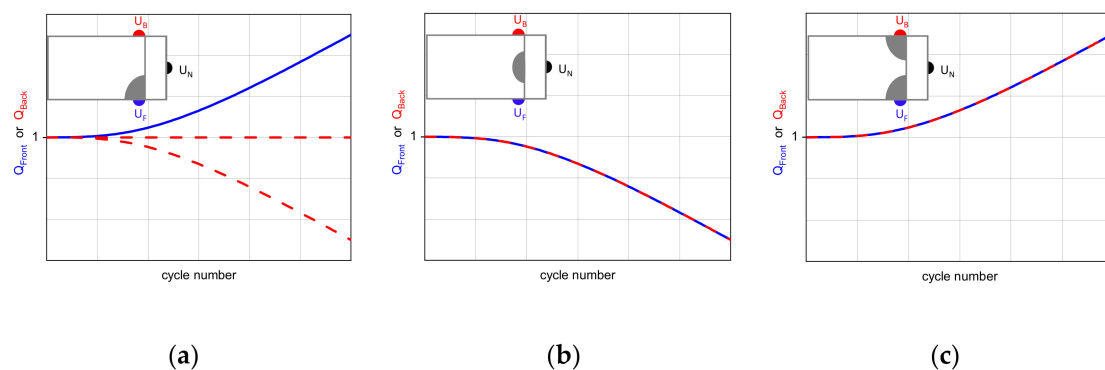 U_B
U_N
U_F
Q_Front or Q_Back
1
cycle number
(a)
U_B
U_N
U_F
Q_Front or Q_Back
1
cycle number
(b)
U_B
U_N
U_F
Q_Front or Q_Back
1
cycle number
(c)